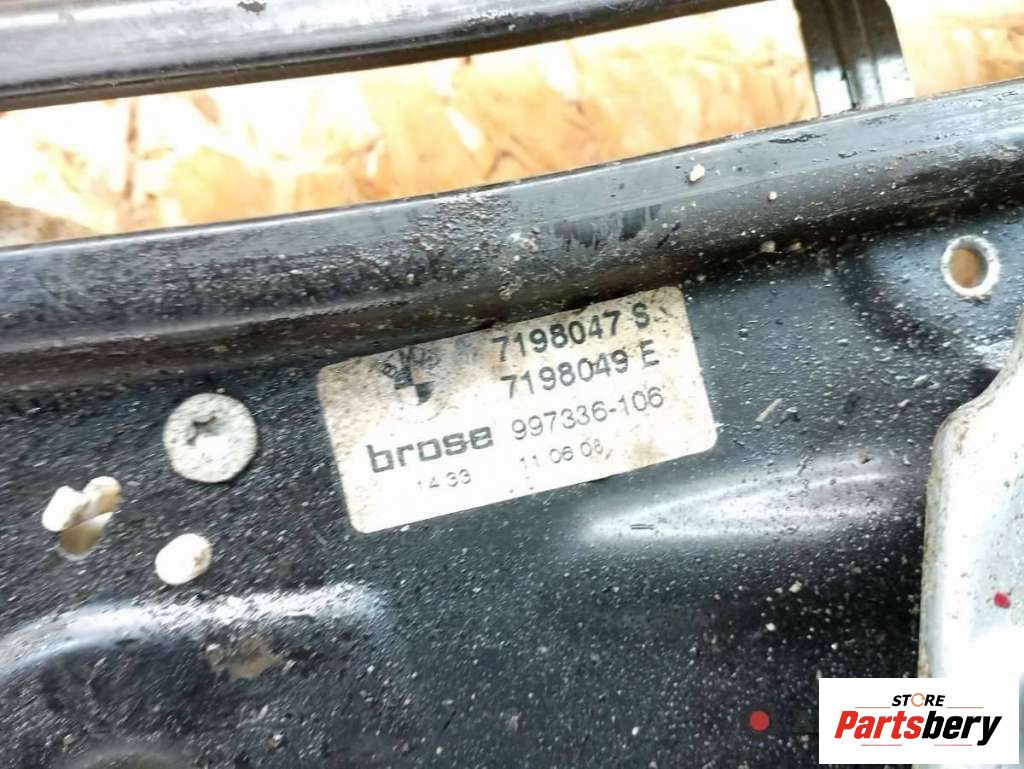 7198047 S
7198049 E
brose 997336-106
14 33 11 06 08
STORE
Partsbery